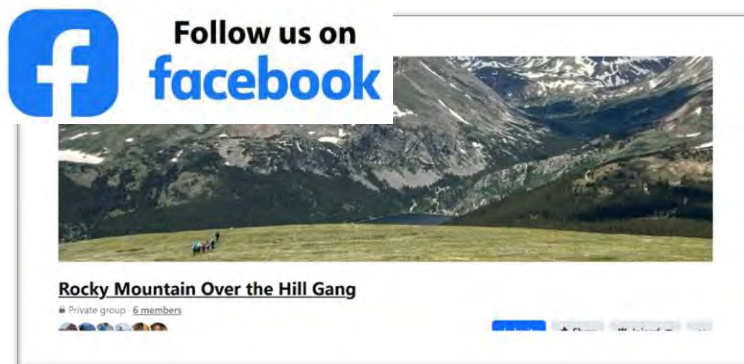 Follow us on
facebook
Rocky Mountain Over the Hill Gang
Private group · 6 members